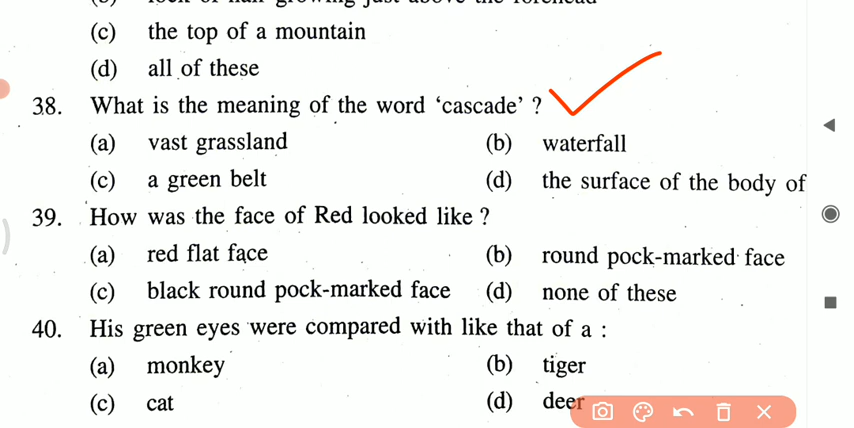 (c) the top of a mountain
(d) all of these
38. What is the meaning of the word ‘cascade’ ?
(a) vast grassland (b) waterfall
(c) a green belt (d) the surface of the body of
39. How was the face of Red looked like ?
(a) red flat face (b) round pock-marked face
(c) black round pock-marked face (d) none of these
40. His green eyes were compared with like that of a :
(a) monkey (b) tiger
(c) cat (d) deer